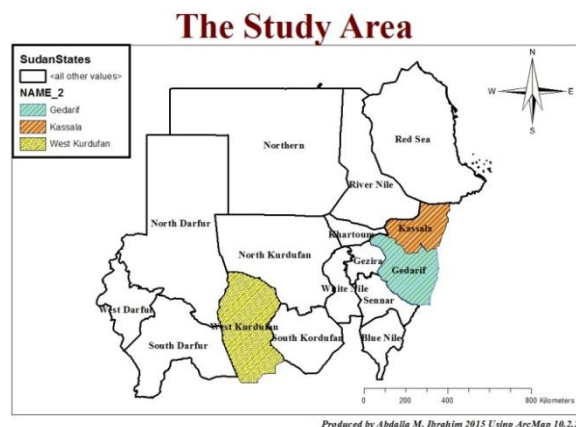 The Study Area
SudanStates
<all other values>
NAME_2
Gedarif
Kassala
West Kurdufan
N
W
E
S
Red Sea
Northern
River Nile
North Darfur
Khartoum
Kassala
North Kurdufan
Gezira
Gedarif
White Nile
Sennar
West Darfur
West Kurdufan
South Kordofan
Blue Nile
South Darfur
0
200
400
800 Kilometers
Produced by Abdalla M. Ibrahim 2015 Using ArcMap 10.2.2